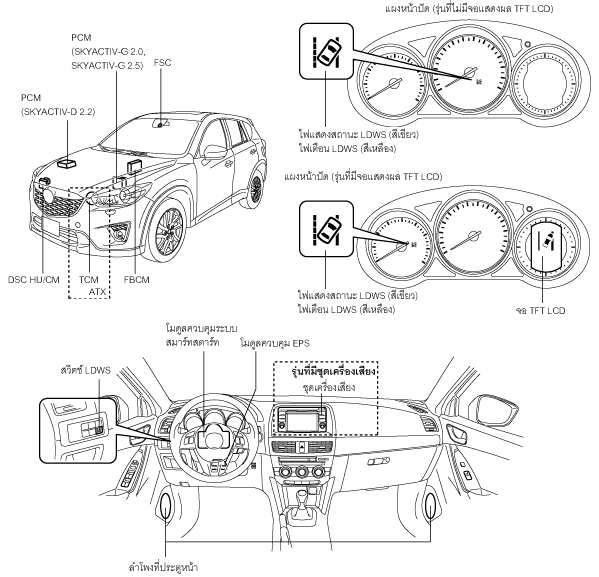 แผงหน้าปัด (รุ่นที่ไม่มีจอแสดงผล TFT LCD)
PCM
(SKYACTIV-G 2.0,
SKYACTIV-G 2.5)
FSC
PCM
(SKYACTIV-D 2.2)
ไฟแสดงสถานะ LDWS (สีเขียว)
ไฟเตือน LDWS (สีเหลือง)
แผงหน้าปัด (รุ่นที่มีจอแสดงผล TFT LCD)
DSC HU/CM
TCM
ATX
FBCM
ไฟแสดงสถานะ LDWS (สีเขียว)
ไฟเตือน LDWS (สีเหลือง)
จอ TFT LCD
โมดูลควบคุมระบบ
สมาร์ทสตาร์ท
โมดูลควบคุม EPS
สวิตช์ LDWS
รุ่นที่มีชุดเครื่องเสียง
ชุดเครื่องเสียง
ลำโพงที่ประตูหน้า